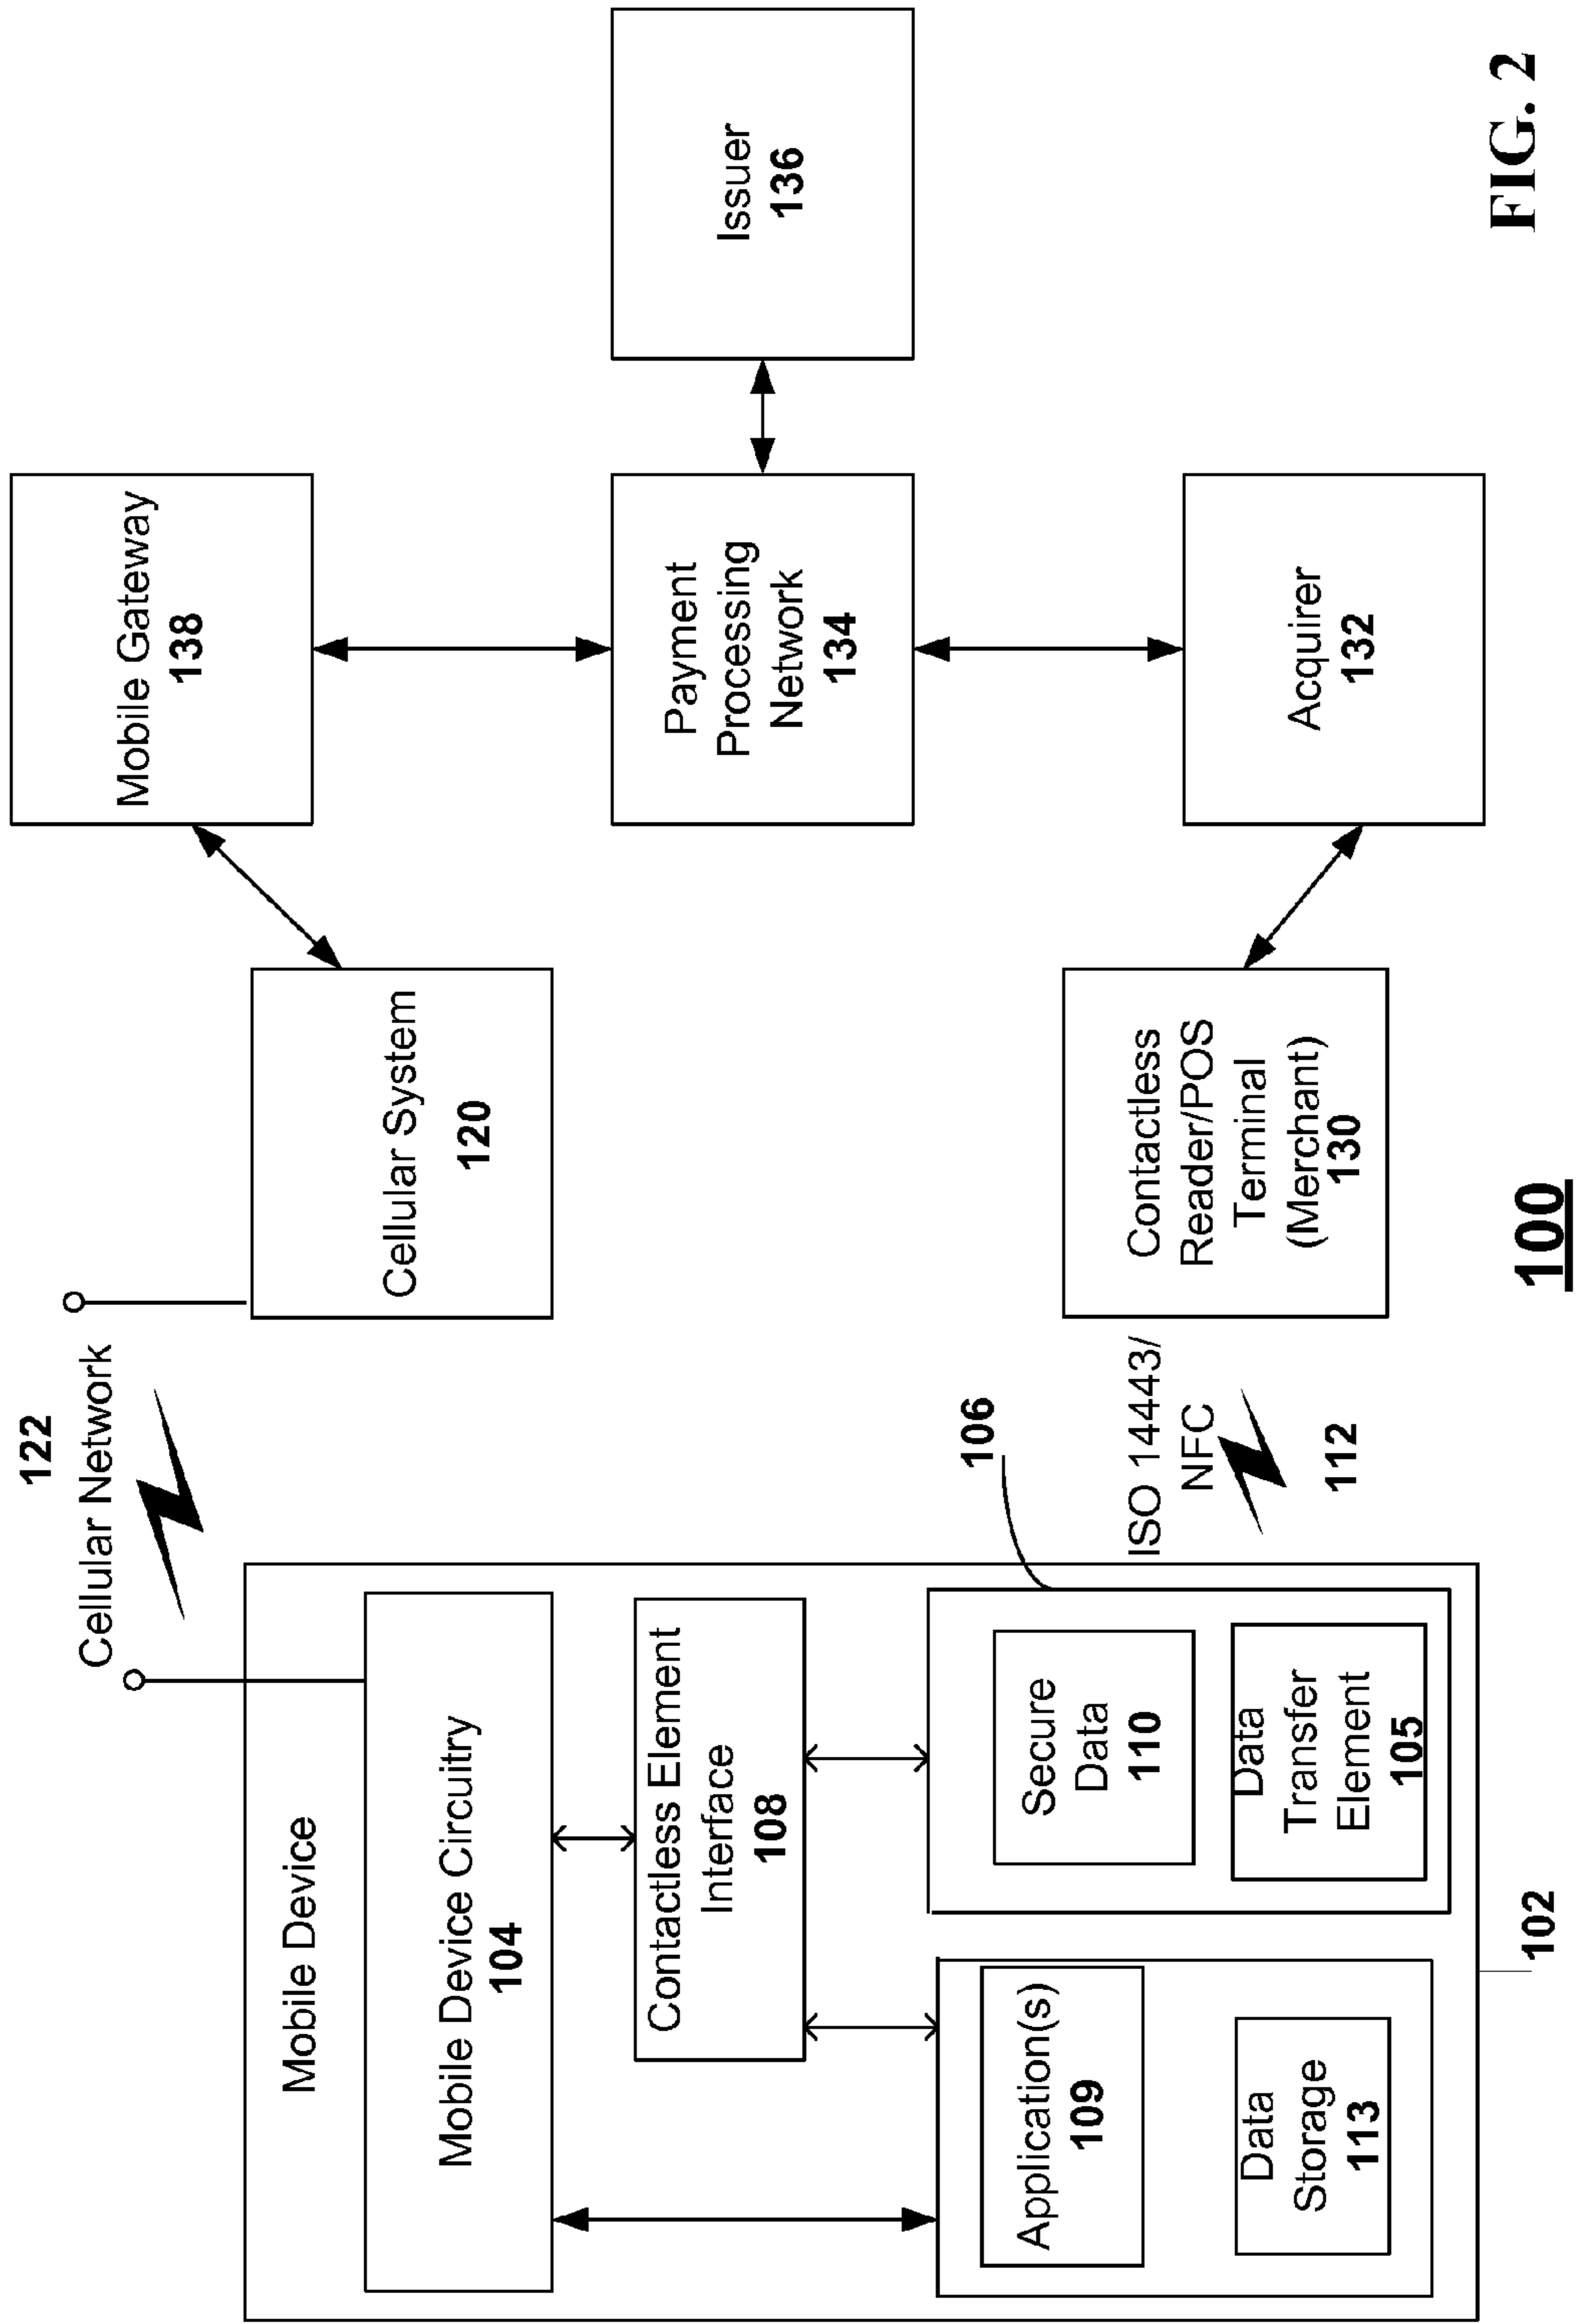 122
Cellular Network
Mobile Device
Mobile Device Circuitry
104
Contactless Element
Interface
108
Application(s)
109
Data
Storage
113
106
Secure
Data
110
Data
Transfer
Element
105
102
ISO 14443/
NFC
112
Cellular System
120
Contactless
Reader/POS
Terminal
(Merchant)
130
Mobile Gateway
138
Payment
Processing
Network
134
Acquirer
132
Issuer
136
100
FIG. 2